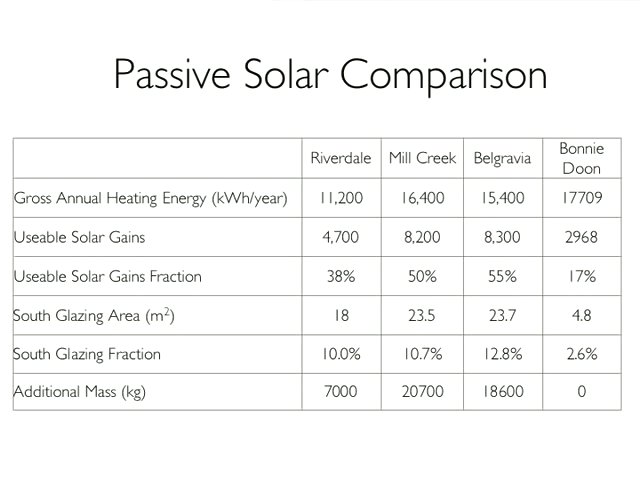 Passive Solar Comparison
Riverdale Mill Creek Belgravia Bonnie Doon
Gross Annual Heating Energy (kWh/year) 11,200 16,400 15,400 17709
Useable Solar Gains 4,700 8,200 8,300 2968
Useable Solar Gains Fraction 38% 50% 55% 17%
South Glazing Area (m²) 18 23.5 23.7 4.8
South Glazing Fraction 10.0% 10.7% 12.8% 2.6%
Additional Mass (kg) 7000 20700 18600 0